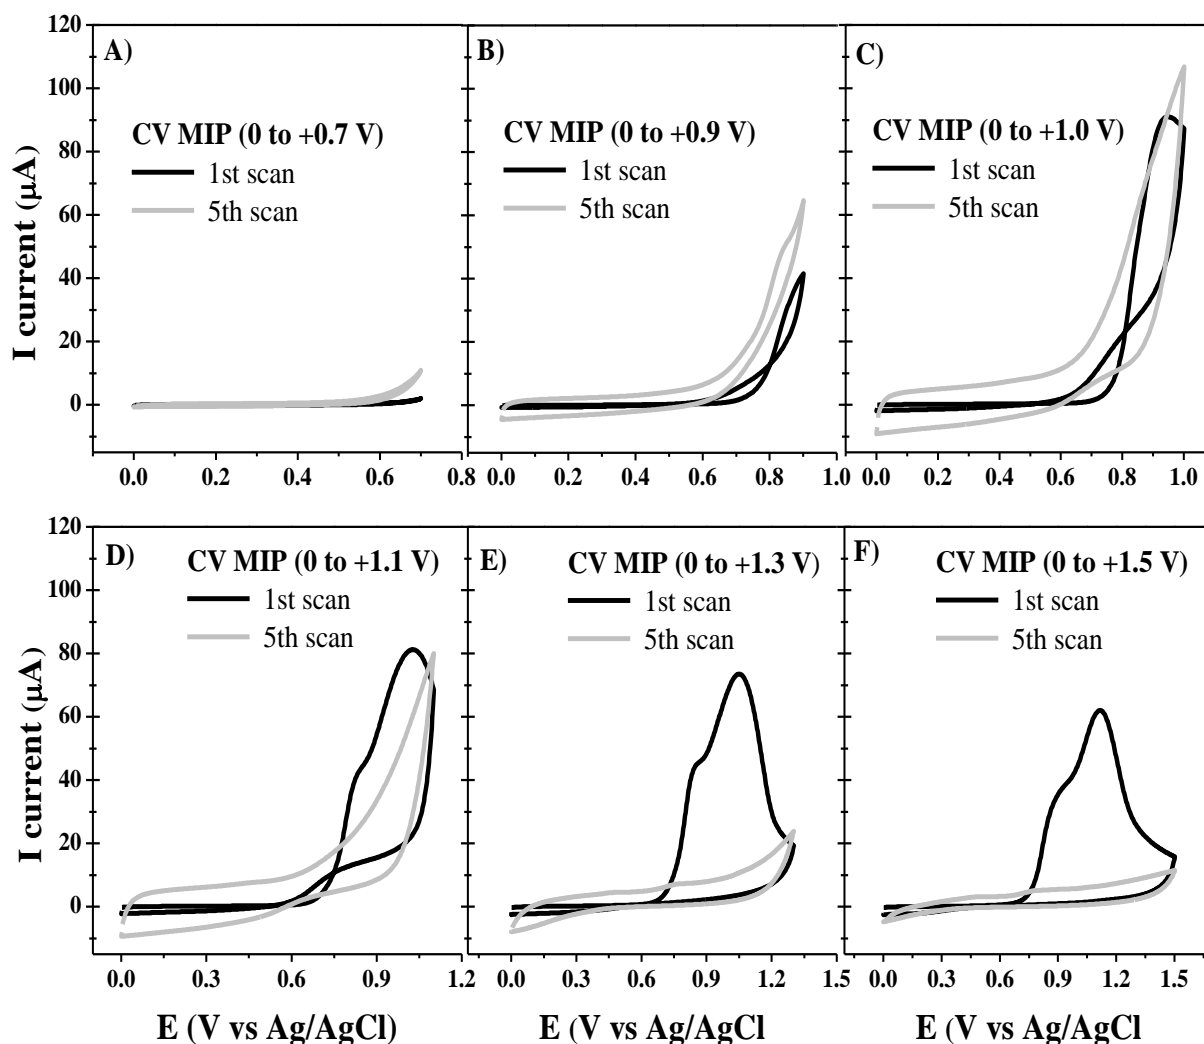 A)
CV MIP (0 to +0.7 V)
1st scan
5th scan
B)
CV MIP (0 to +0.9 V)
1st scan
5th scan
C)
CV MIP (0 to +1.0 V)
1st scan
5th scan
120
100
80
60
40
20
0
I current (µA)
0.0 0.2 0.4 0.6 0.8
0.0 0.2 0.4 0.6 0.8 1.0
0.0 0.2 0.4 0.6 0.8 1.0
D)
CV MIP (0 to +1.1 V)
1st scan
5th scan
E)
CV MIP (0 to +1.3 V)
1st scan
5th scan
F)
CV MIP (0 to +1.5 V)
1st scan
5th scan
120
100
80
60
40
20
0
I current (µA)
0.0 0.3 0.6 0.9 1.2
0.0 0.3 0.6 0.9 1.2
0.0 0.3 0.6 0.9 1.2 1.5
E (V vs Ag/AgCl)
E (V vs Ag/AgCl
E (V vs Ag/AgCl